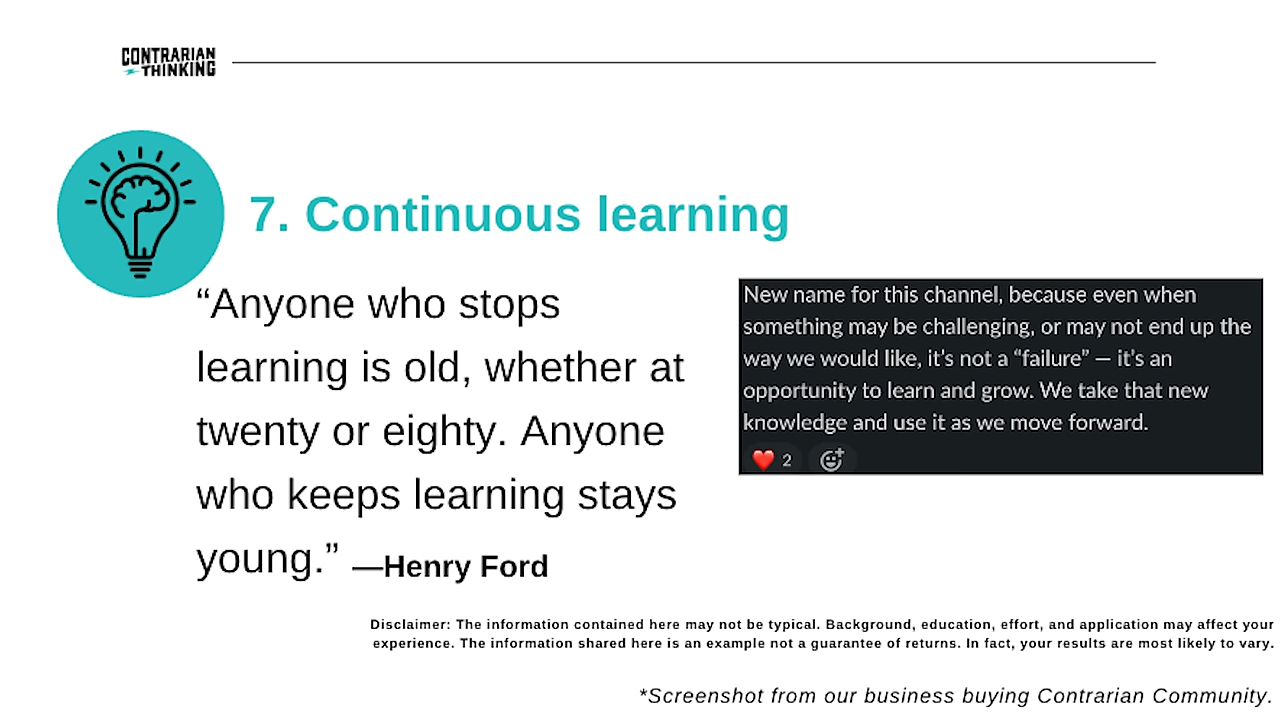 CONTRARIAN
THINKING
7. Continuous learning
“Anyone who stops
learning is old, whether at
twenty or eighty. Anyone
who keeps learning stays
young.” —Henry Ford
New name for this channel, because even when
something may be challenging, or may not end up the
way we would like, it’s not a “failure” — it’s an
opportunity to learn and grow. We take that new
knowledge and use it as we move forward.
2
Disclaimer: The information contained here may not be typical. Background, education, effort, and application may affect your
experience. The information shared here is an example not a guarantee of returns. In fact, your results are most likely to vary.
*Screenshot from our business buying Contrarian Community.